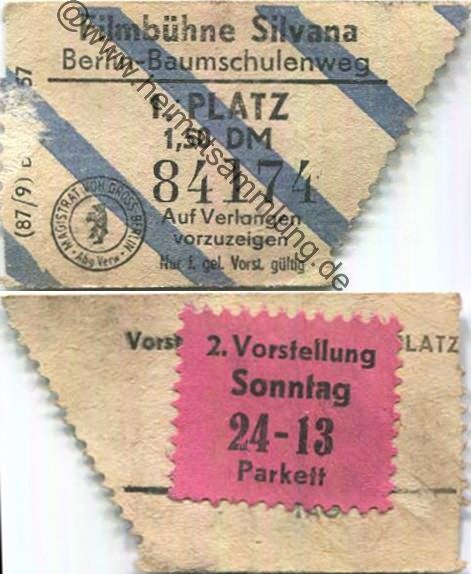 Filmbühne Silvana
Berlin-Baumschulenweg
1. PLATZ
1,50 DM
84174
Auf Verlangen
vorzuzeigen
Nur f. gel. Vorst. gültig
(87/9) D 57
MAGISTRAT VON GROSS-BERLIN
Abg Verw
@www.heimatsammlung.de
Vorst PLATZ
2. Vorstellung
Sonntag
24-13
Parkett